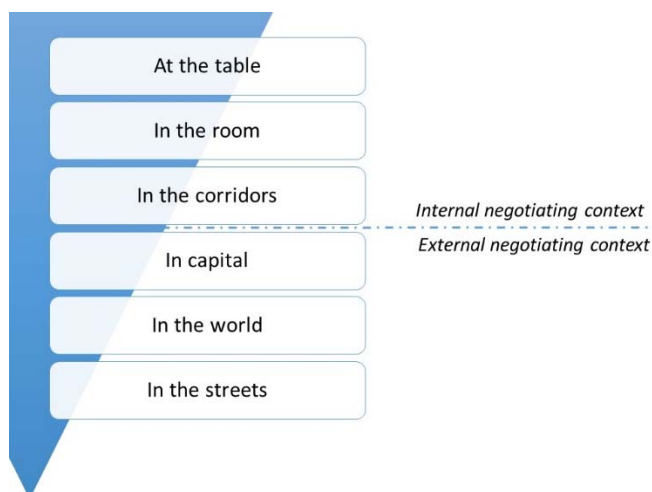 At the table
In the room
In the corridors
Internal negotiating context
External negotiating context
In capital
In the world
In the streets